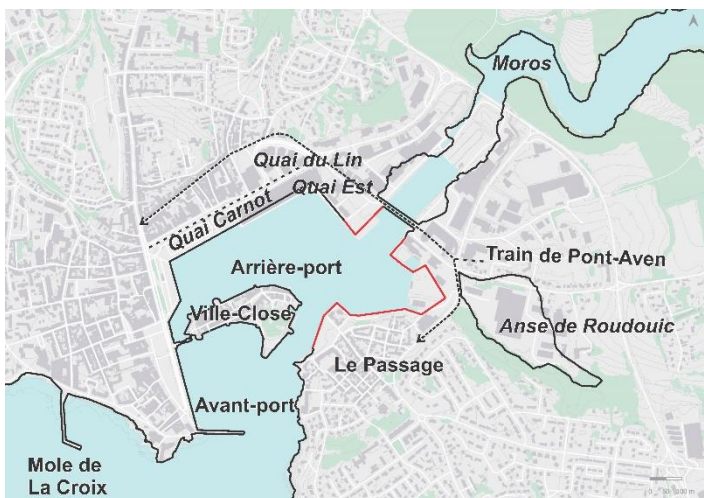 Moros
Quai du Lin
Quai Est
Quai Carnot
Train de Pont-Aven
Arrière-port
Ville-Close
Anse de Roudouic
Le Passage
Avant-port
Mole de
La Croix